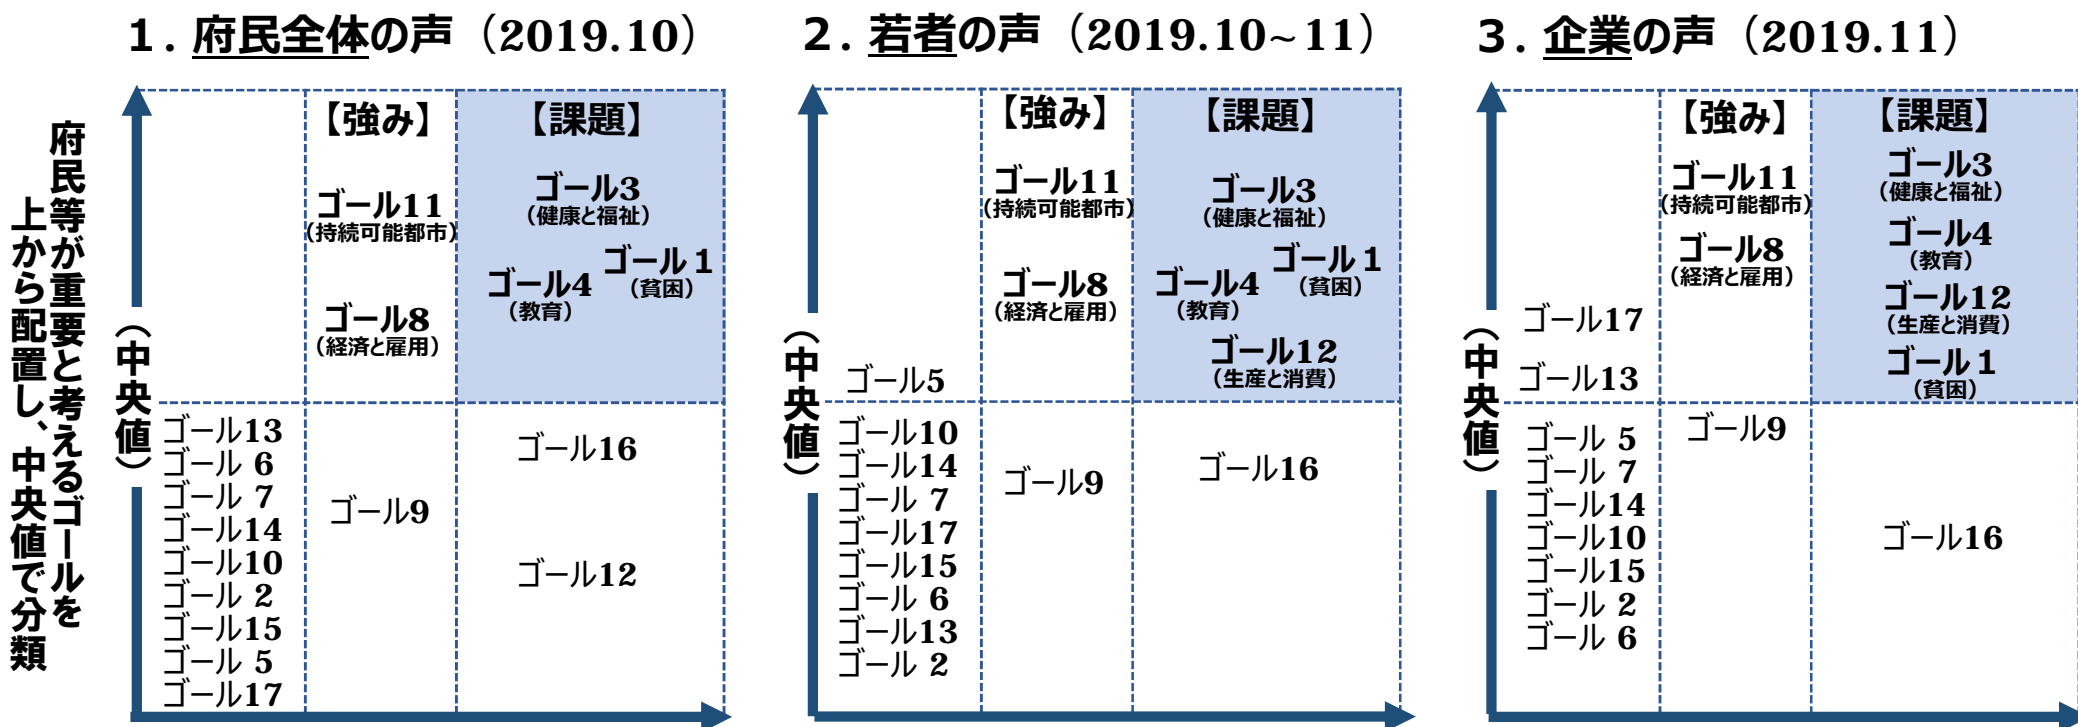 府民等が重要と考えるゴールを
上から配置し、中央値で分類
1. 府民全体の声（2019.10）
（中央値）
【強み】
【課題】
ゴール11
（持続可能都市）
ゴール8
（経済と雇用）
ゴール3
（健康と福祉）
ゴール1
（貧困）
ゴール4
（教育）
ゴール13
ゴール 6
ゴール 7
ゴール14
ゴール10
ゴール 2
ゴール15
ゴール 5
ゴール17
ゴール9
ゴール16
ゴール12
2. 若者の声（2019.10~11）
（中央値）
【強み】
【課題】
ゴール5
ゴール11
（持続可能都市）
ゴール8
（経済と雇用）
ゴール3
（健康と福祉）
ゴール1
（貧困）
ゴール4
（教育）
ゴール12
（生産と消費）
ゴール10
ゴール14
ゴール 7
ゴール17
ゴール15
ゴール 6
ゴール13
ゴール 2
ゴール9
ゴール16
3. 企業の声（2019.11）
（中央値）
【強み】
【課題】
ゴール17
ゴール13
ゴール11
（持続可能都市）
ゴール8
（経済と雇用）
ゴール3
（健康と福祉）
ゴール4
（教育）
ゴール12
（生産と消費）
ゴール1
（貧困）
ゴール 5
ゴール 7
ゴール14
ゴール10
ゴール15
ゴール 2
ゴール 6
ゴール9
ゴール16